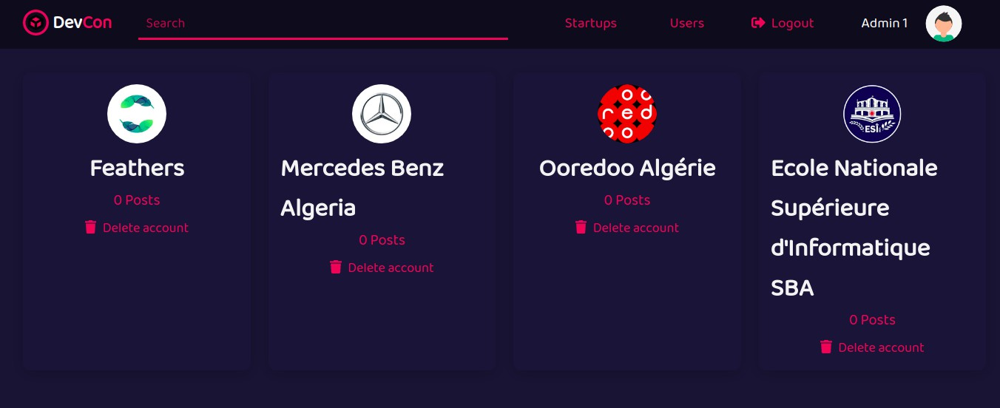 DevCon
Search
Startups
Users
Logout
Admin 1
Feathers
0 Posts
Delete account
Mercedes Benz
Algeria
0 Posts
Delete account
o o
r e d
o o
Ooredoo Algérie
0 Posts
Delete account
ESI
Ecole Nationale
Supérieure
d'Informatique
SBA
0 Posts
Delete account